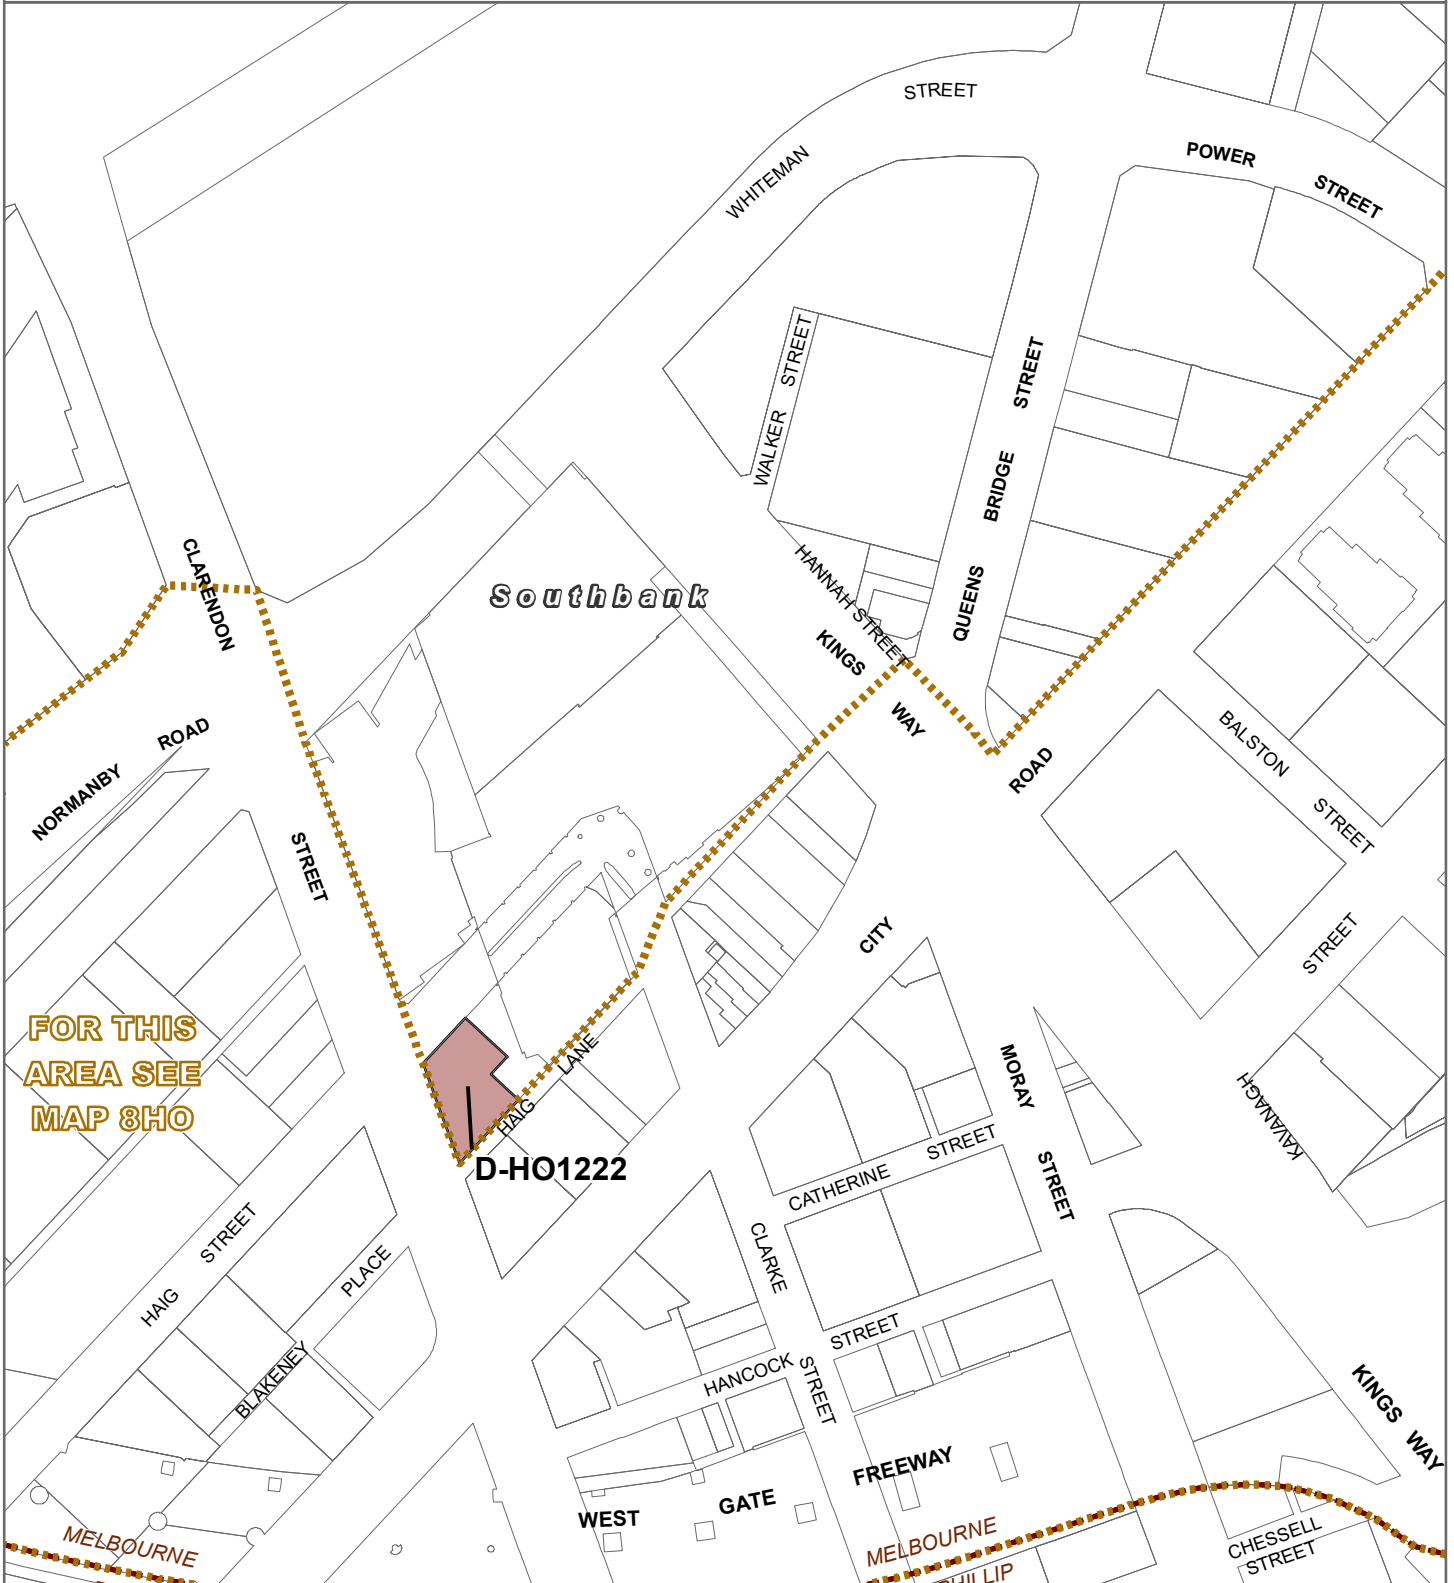 STREET
WHITEMAN
POWER
STREET
WALKER STREET
QUEENS BRIDGE STREET
CLARENDON
STREET
Southbank
HANNAH STREET
KINGS
WAY
NORMANBY
ROAD
CITY
ROAD
BALSTON
STREET
FOR THIS
AREA SEE
MAP 8HO
HAIG
LANE
D-HO1222
MORAY
STREET
KAVANAGH
STREET
CATHERINE
STREET
HAIG
STREET
BLAKENEY
PLACE
CLARKE
STREET
HANCOCK
STREET
KINGS
WAY
WEST
GATE
FREEWAY
MELBOURNE
MELBOURNE
PHILLIP
CHESSELL
STREET